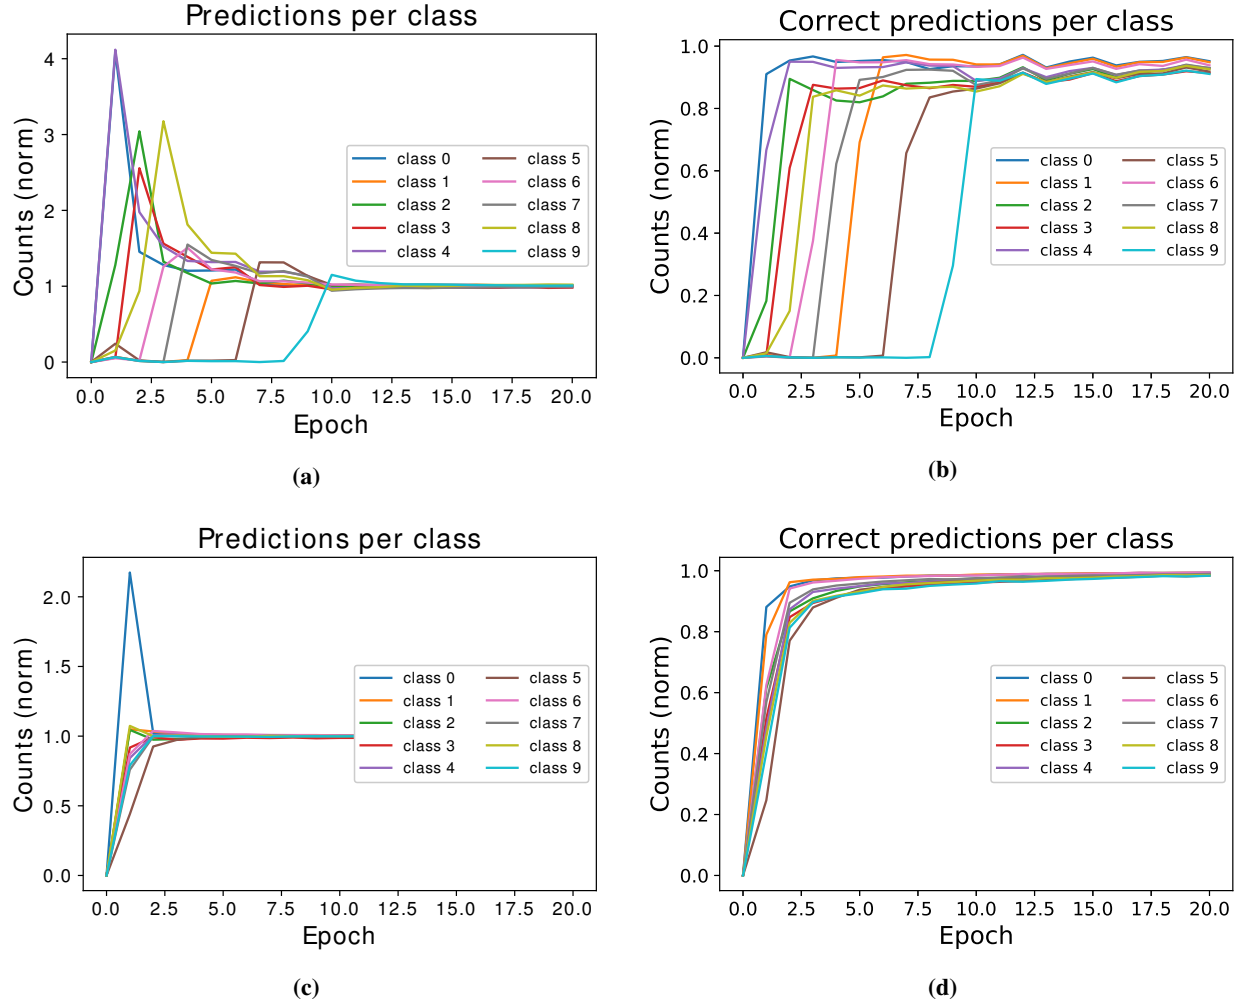 Predictions per class
Counts (norm)
4
3
2
1
0
0.0 2.5 5.0 7.5 10.0 12.5 15.0 17.5 20.0
Epoch
class 0 class 5
class 1 class 6
class 2 class 7
class 3 class 8
class 4 class 9
(a)
Correct predictions per class
Counts (norm)
1.0
0.8
0.6
0.4
0.2
0.0
0.0 2.5 5.0 7.5 10.0 12.5 15.0 17.5 20.0
Epoch
class 0 class 5
class 1 class 6
class 2 class 7
class 3 class 8
class 4 class 9
(b)
Predictions per class
Counts (norm)
2.0
1.5
1.0
0.5
0.0
0.0 2.5 5.0 7.5 10.0 12.5 15.0 17.5 20.0
Epoch
class 0 class 5
class 1 class 6
class 2 class 7
class 3 class 8
class 4 class 9
(c)
Correct predictions per class
Counts (norm)
1.0
0.8
0.6
0.4
0.2
0.0
0.0 2.5 5.0 7.5 10.0 12.5 15.0 17.5 20.0
Epoch
class 0 class 5
class 1 class 6
class 2 class 7
class 3 class 8
class 4 class 9
(d)